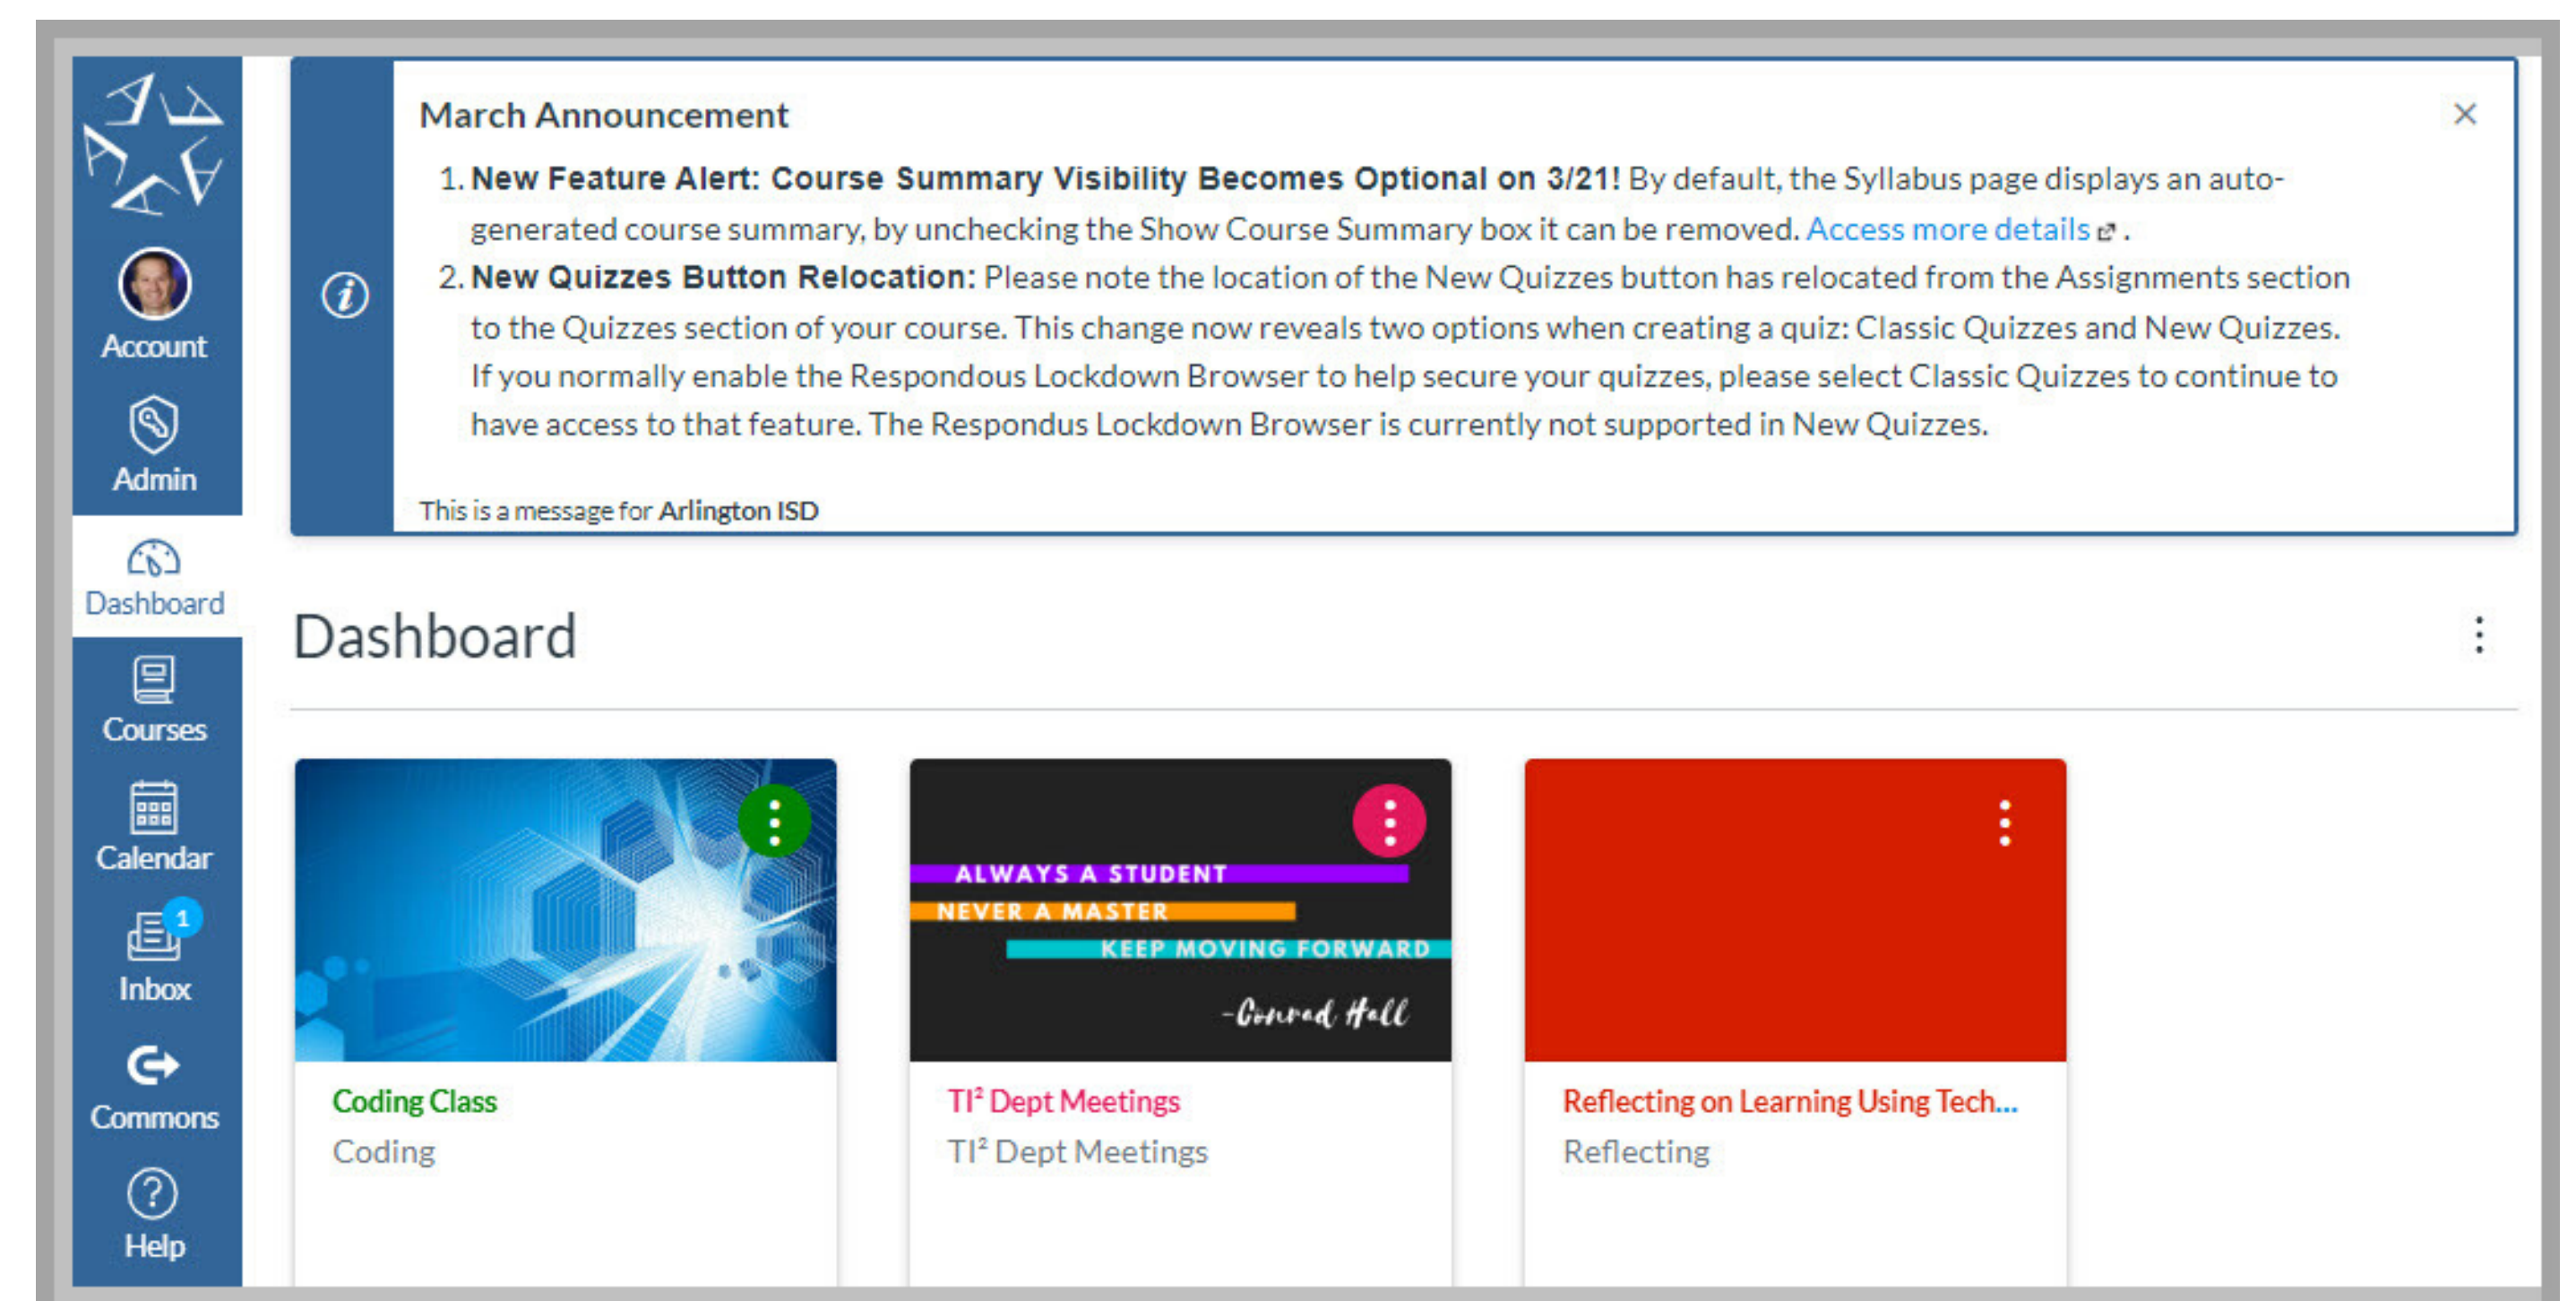 March Announcement
1. New Feature Alert: Course Summary Visibility Becomes Optional on 3/21! By default, the Syllabus page displays an auto-
generated course summary, by unchecking the Show Course Summary box it can be removed. Access more details .
2. New Quizzes Button Relocation: Please note the location of the New Quizzes button has relocated from the Assignments section
to the Quizzes section of your course. This change now reveals two options when creating a quiz: Classic Quizzes and New Quizzes.
If you normally enable the Respondous Lockdown Browser to help secure your quizzes, please select Classic Quizzes to continue to
have access to that feature. The Respondus Lockdown Browser is currently not supported in New Quizzes.
This is a message for Arlington ISD
Account
Admin
Dashboard
Courses
Calendar
1
Inbox
Commons
Help
Dashboard
ALWAYS A STUDENT
NEVER A MASTER
KEEP MOVING FORWARD
-Conrad Hall
Coding Class
Coding
TI² Dept Meetings
TI² Dept Meetings
Reflecting on Learning Using Tech...
Reflecting